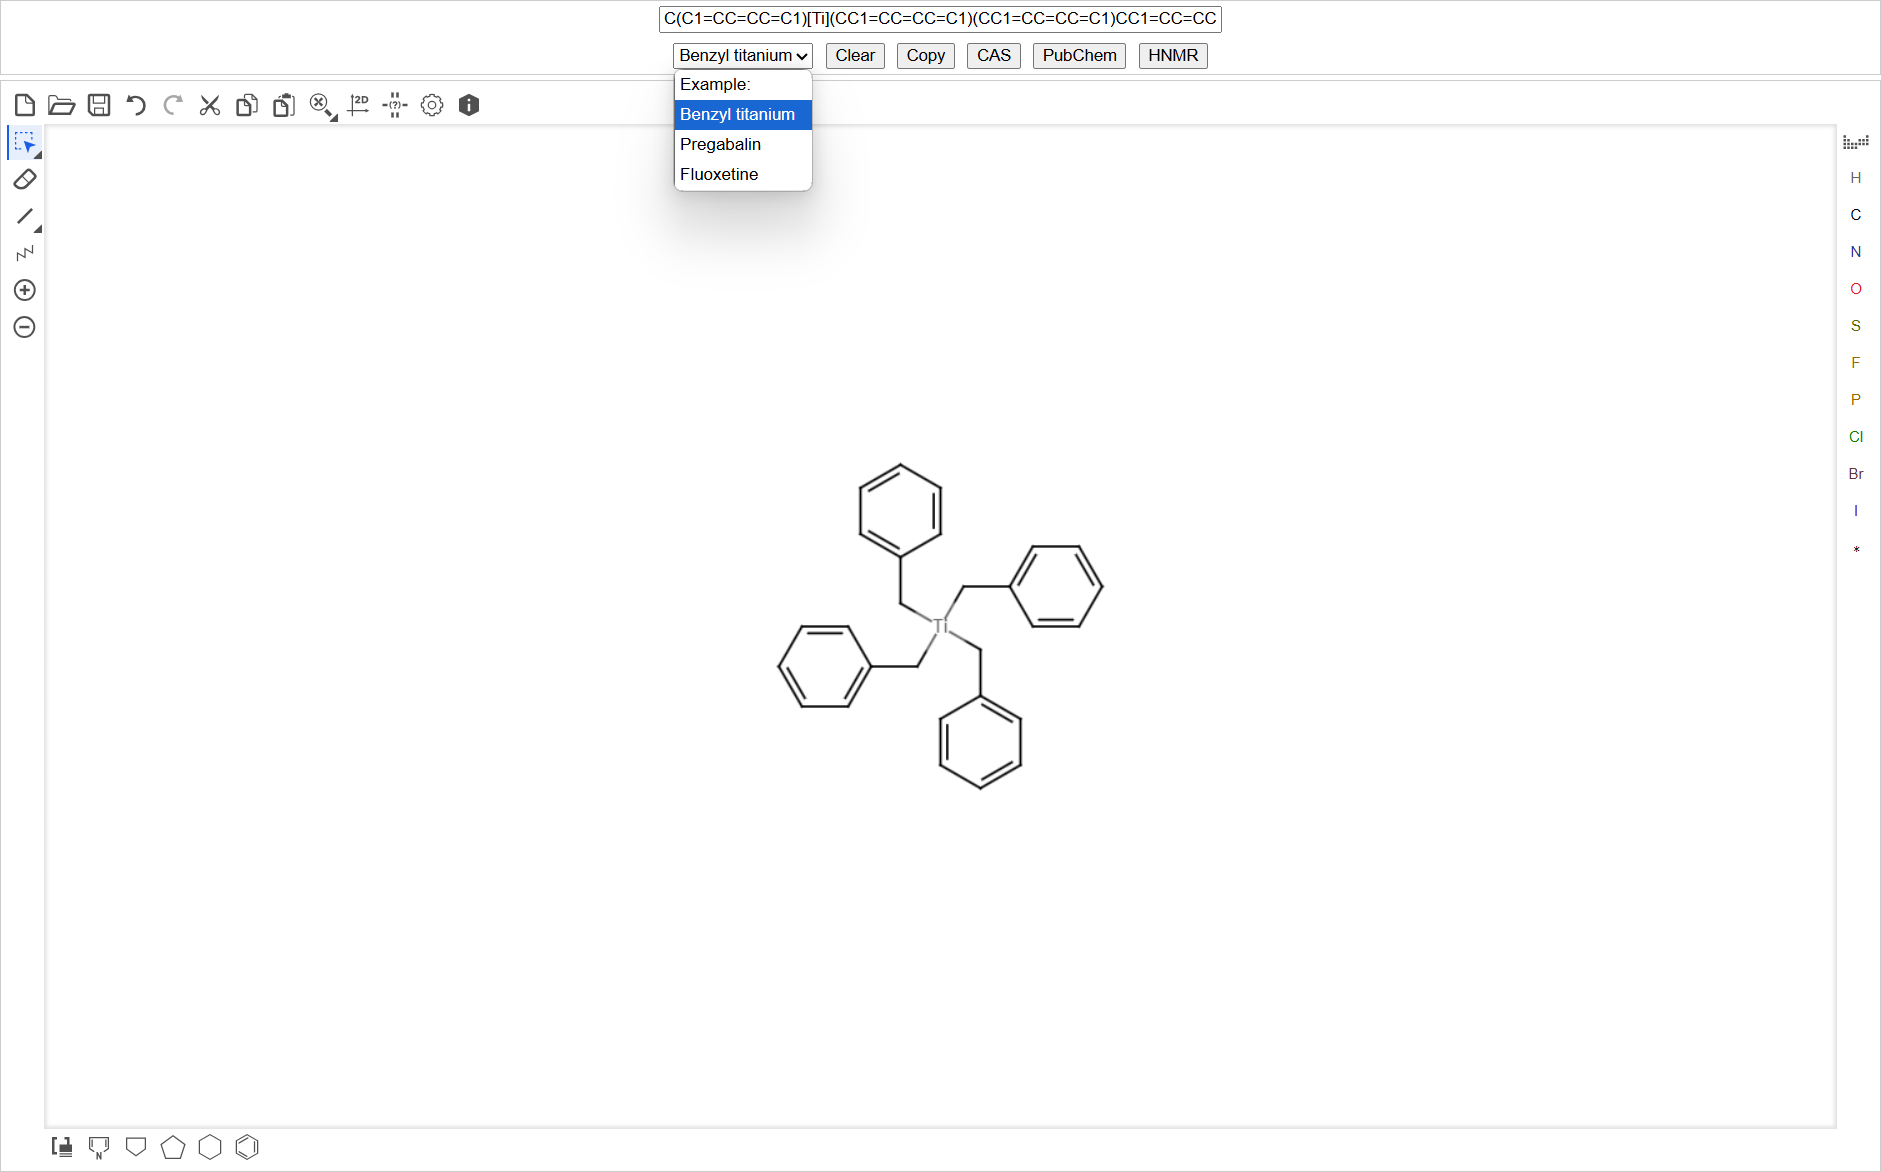 C(C1=CC=CC=C1)[Ti](CC1=CC=CC=C1)(CC1=CC=CC=C1)CC1=CC=CC
Benzyl titanium Clear Copy CAS PubChem HNMR
Example:
Benzyl titanium
Pregabalin
Fluoxetine
2D
(?)
i
H
C
N
O
S
F
P
Cl
Br
I
*
Ti
N